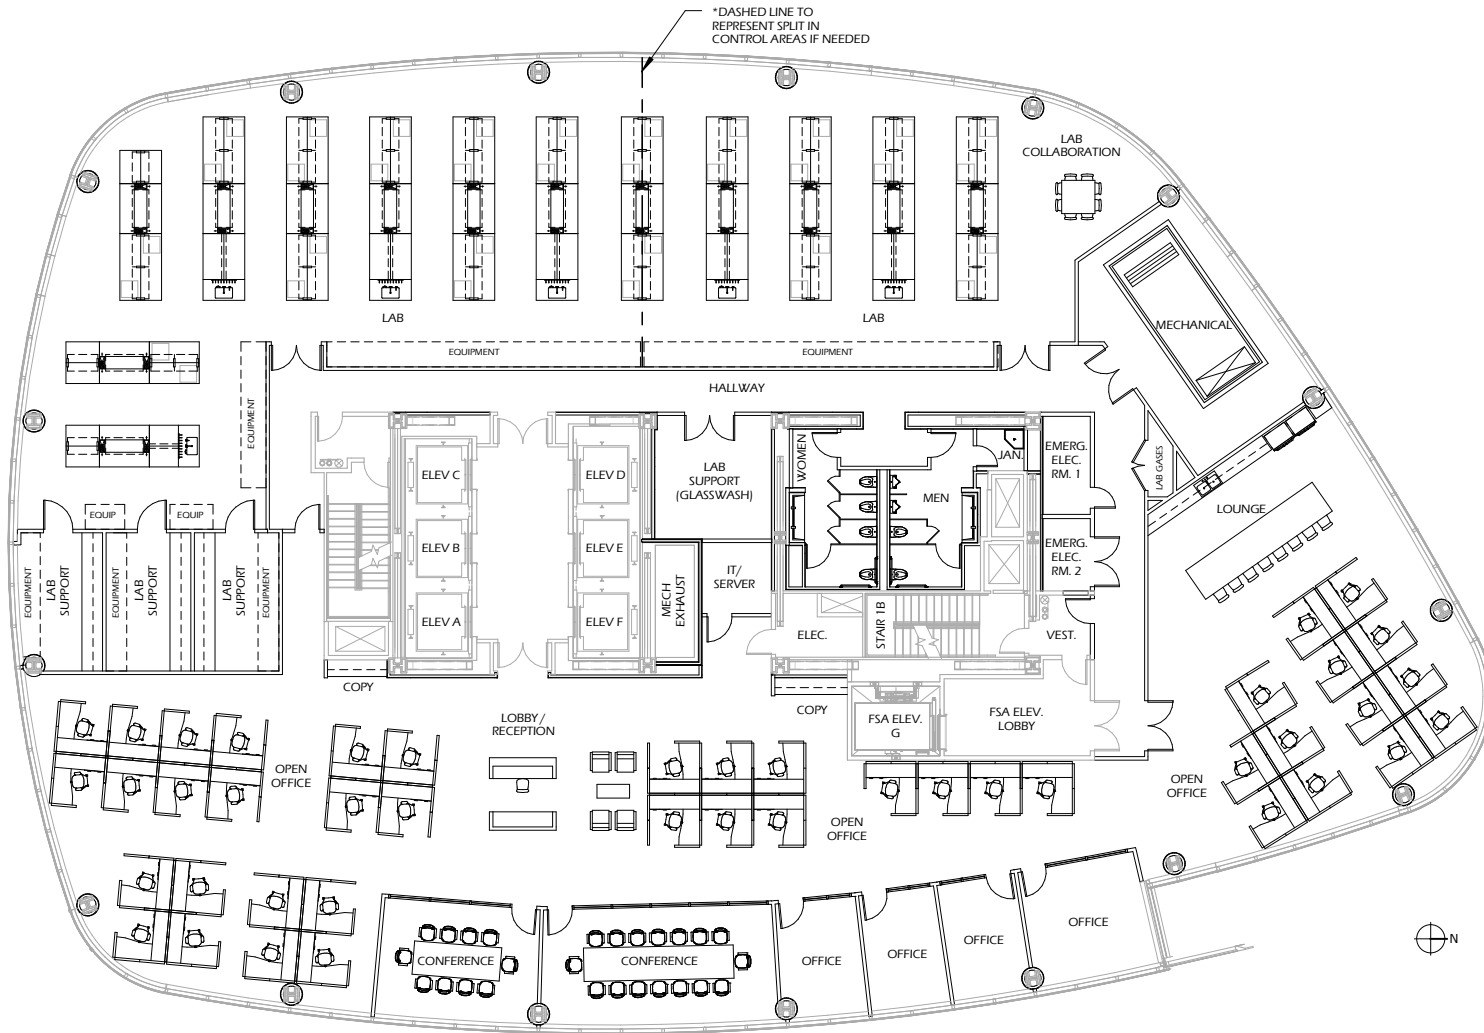 *DASHED LINE TO
REPRESENT SPLIT IN
CONTROL AREAS IF NEEDED
LAB
COLLABORATION
LAB
LAB
MECHANICAL
EQUIPMENT
EQUIPMENT
HALLWAY
EQUIPMENT
ELEV C
ELEV D
LAB
SUPPORT
(GLASSWASH)
WOMEN
MEN
JAN.
EMERG.
ELEC.
RM. 1
LAB GASES
LOUNGE
EQUIP
EQUIP
ELEV B
ELEV E
EMERG.
ELEC.
RM. 2
EQUIPMENT
LAB
SUPPORT
EQUIPMENT
LAB
SUPPORT
LAB
SUPPORT
EQUIPMENT
MECH
EXHAUST
IT/
SERVER
ELEV A
ELEV F
ELEC.
STAIR 1B
VEST.
COPY
COPY
LOBBY/
RECEPTION
FSA ELEV.
G
FSA ELEV.
LOBBY
OPEN
OFFICE
OPEN
OFFICE
OPEN
OFFICE
CONFERENCE
CONFERENCE
OFFICE
OFFICE
OFFICE
OFFICE
N